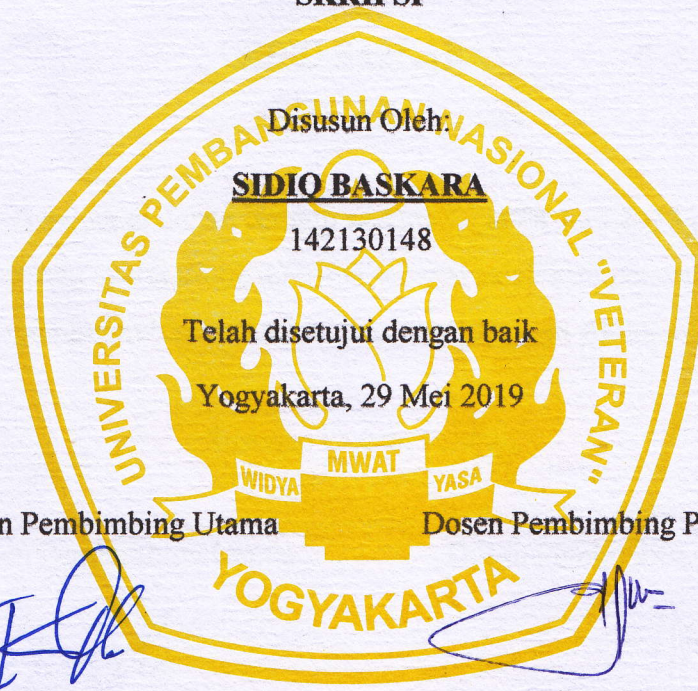 SKRIPSI
Disusun Oleh:
SIDIQ BASKARA
142130148
Telah disetujui dengan baik
Yogyakarta, 29 Mei 2019
n Pembimbing Utama Dosen Pembimbing P
UNIVERSITAS PEMBANGUNAN NASIONAL "VETERAN"
WIDYA MWAT YASA
YOGYAKARTA